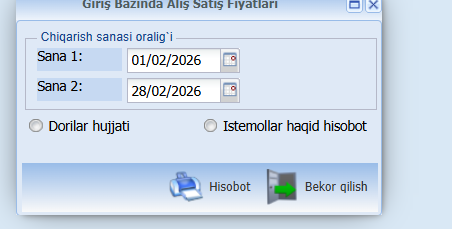 Giriş Bazında Alış Satış Fiyatları
Chiqarish sanasi oralig`i
Sana 1: 01/02/2026
Sana 2: 28/02/2026
Dorilar hujjati Istemollar haqid hisobot
Hisobot Bekor qilish